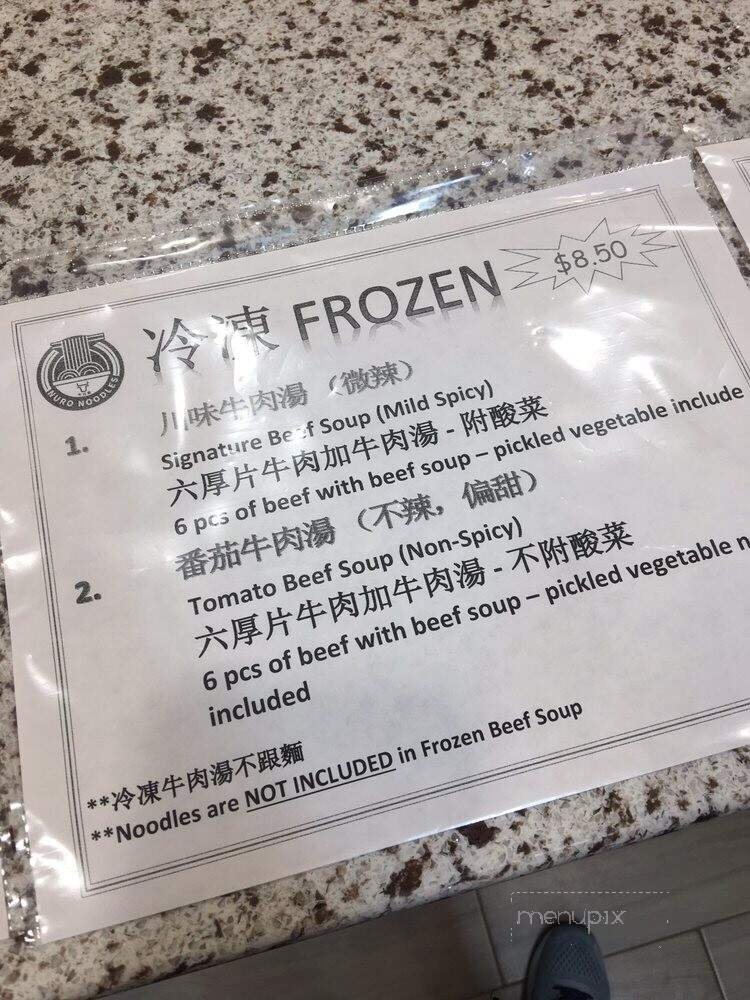 $8.50
冷凍 FROZEN
NURO NOODLES
1. 川味牛肉湯 (微辣)
Signature Beef Soup (Mild Spicy)
六厚片牛肉加牛肉湯 - 附酸菜
6 pcs of beef with beef soup – pickled vegetable include
2. 番茄牛肉湯 (不辣，偏甜)
Tomato Beef Soup (Non-Spicy)
六厚片牛肉加牛肉湯 - 不附酸菜
6 pcs of beef with beef soup – pickled vegetable n
included
**冷凍牛肉湯不跟麵
**Noodles are NOT INCLUDED in Frozen Beef Soup
menupix